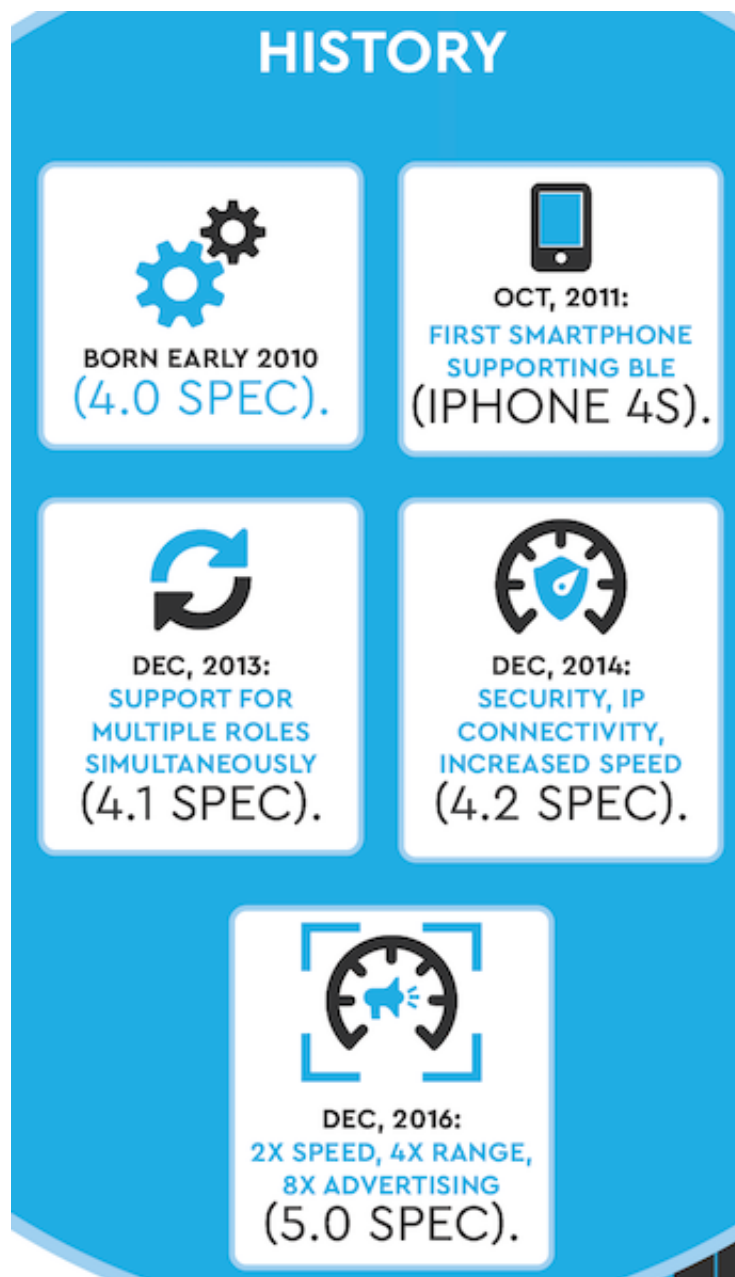 HISTORY
BORN EARLY 2010
(4.0 SPEC).
OCT, 2011:
FIRST SMARTPHONE
SUPPORTING BLE
(IPHONE 4S).
DEC, 2013:
SUPPORT FOR
MULTIPLE ROLES
SIMULTANEOUSLY
(4.1 SPEC).
DEC, 2014:
SECURITY, IP
CONNECTIVITY,
INCREASED SPEED
(4.2 SPEC).
DEC, 2016:
2X SPEED, 4X RANGE,
8X ADVERTISING
(5.0 SPEC).